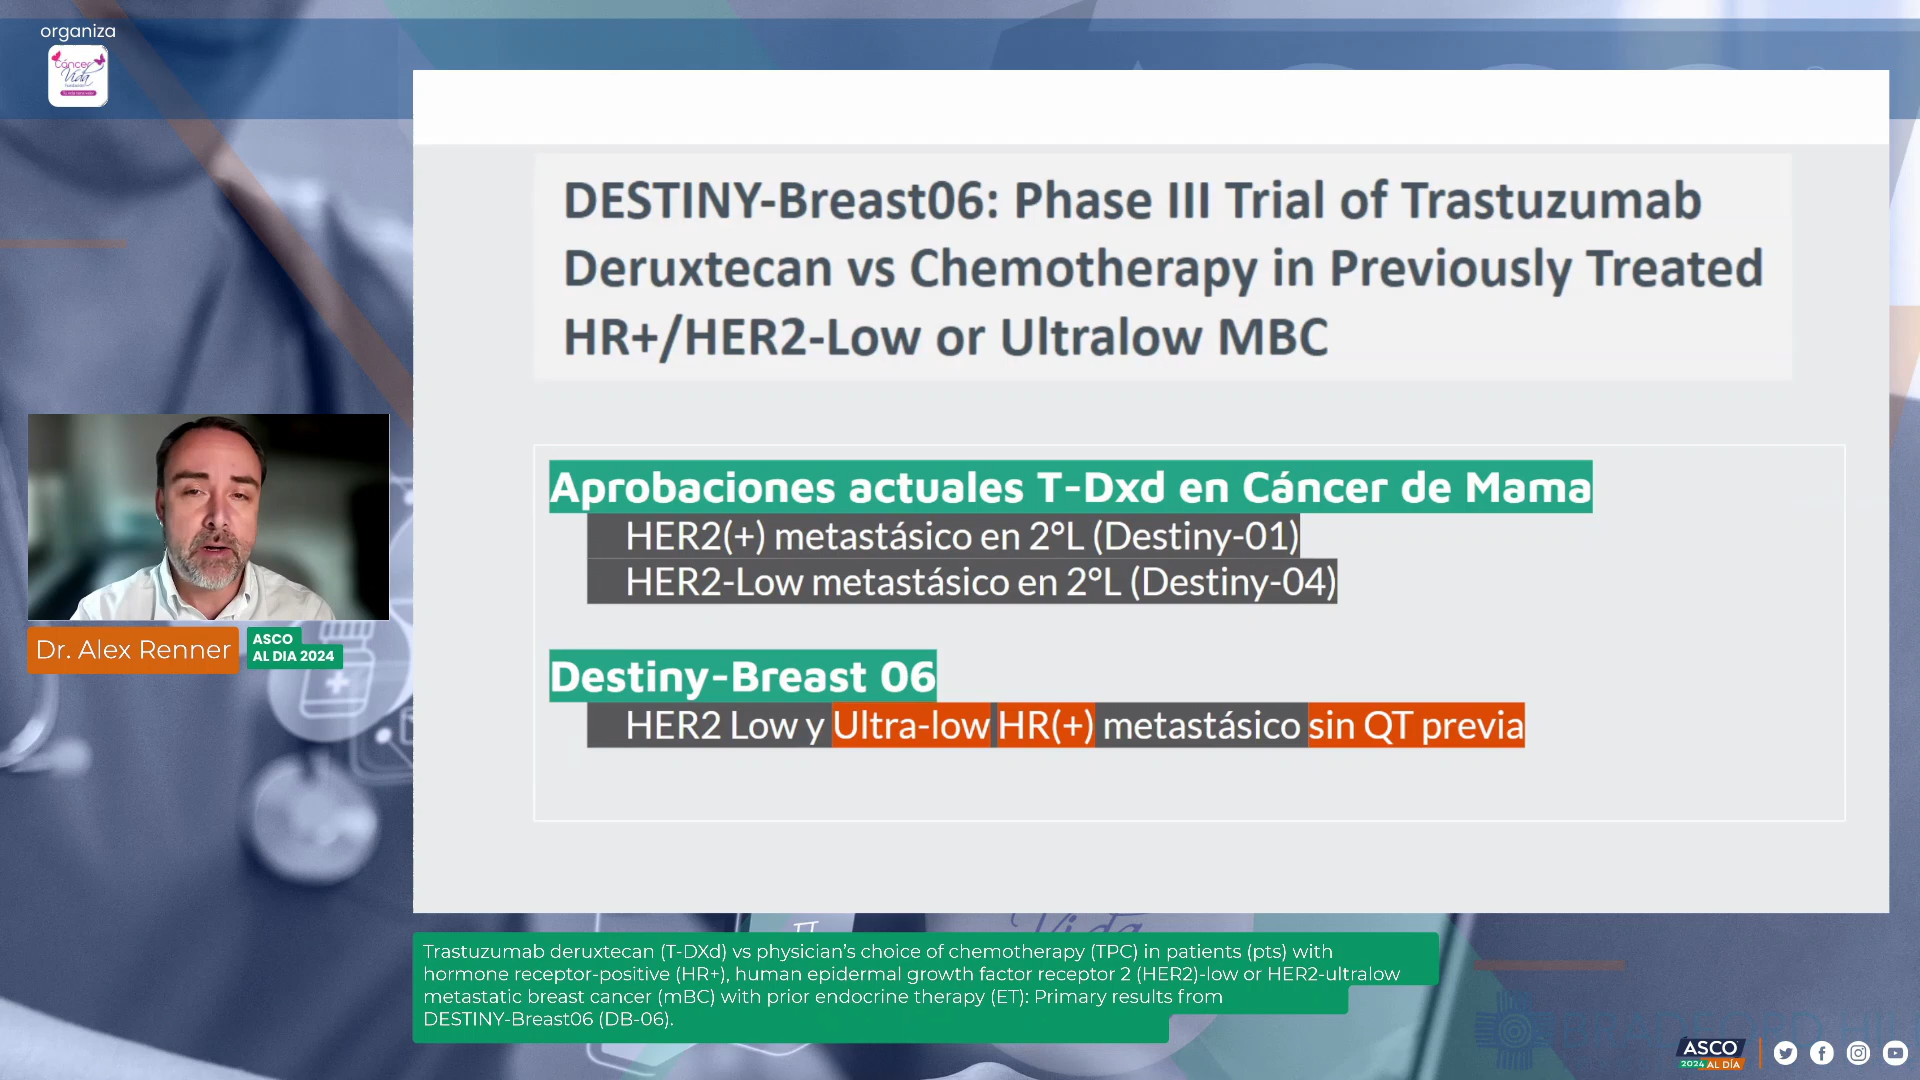 organiza
Cáncer
Vida
DESTINY-Breast06: Phase III Trial of Trastuzumab
Deruxtecan vs Chemotherapy in Previously Treated
HR+/HER2-Low or Ultralow MBC
Aprobaciones actuales T-Dxd en Cáncer de Mama
HER2(+) metastásico en 2°L (Destiny-01)
HER2-Low metastásico en 2°L (Destiny-04)
Destiny-Breast 06
HER2 Low y Ultra-low HR(+) metastásico sin QT previa
Dr. Alex Renner
ASCO
AL DIA 2024
Vida
Trastuzumab deruxtecan (T-DXd) vs physician's choice of chemotherapy (TPC) in patients (pts) with
hormone receptor-positive (HR+), human epidermal growth factor receptor 2 (HER2)-low or HER2-ultralow
metastatic breast cancer (mBC) with prior endocrine therapy (ET): Primary results from
DESTINY-Breast06 (DB-06).
ASCO
2024 AL DÍA